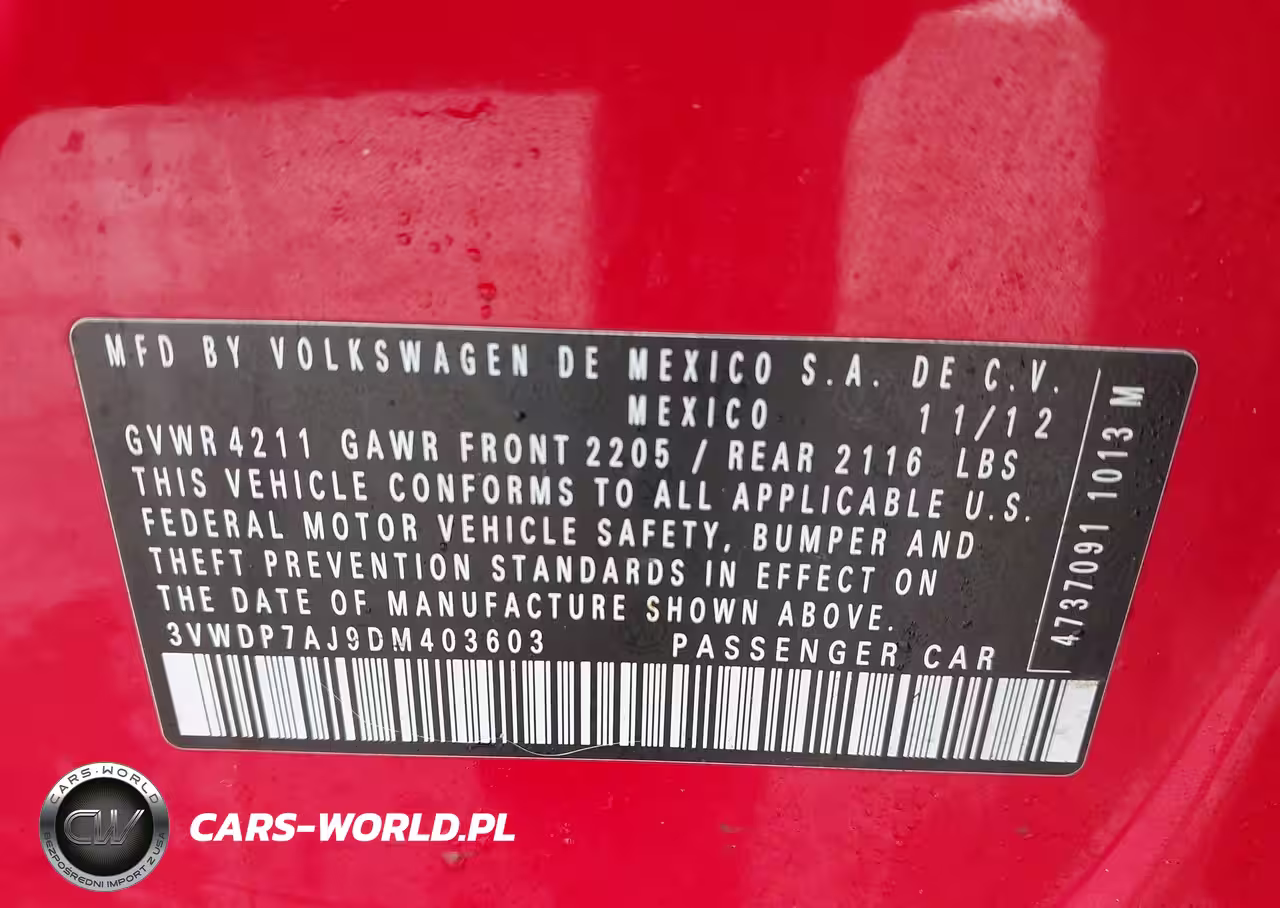 MFD BY VOLKSWAGEN DE MEXICO S.A. DE C.V.
MEXICO 11/12
GVWR 4211 GAWR FRONT 2205 / REAR 2116 LBS
THIS VEHICLE CONFORMS TO ALL APPLICABLE U.S.
FEDERAL MOTOR VEHICLE SAFETY, BUMPER AND
THEFT PREVENTION STANDARDS IN EFFECT ON
THE DATE OF MANUFACTURE SHOWN ABOVE.
3VWDP7AJ9DM403603 PASSENGER CAR
4737091 1013 M
CARS-WORLD
CW
BEZPOŚREDNI IMPORT Z USA
CARS-WORLD.PL